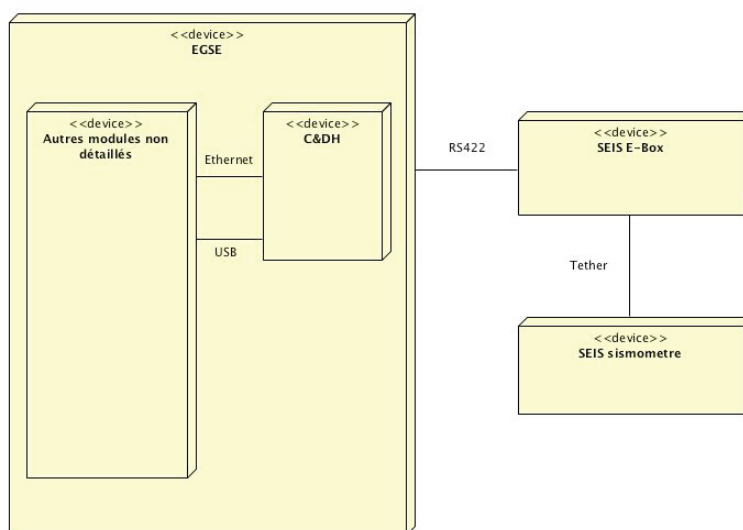 <<device>>
EGSE
<<device>>
Autres modules non
détaillés
Ethernet
USB
<<device>>
C&DH
RS422
<<device>>
SEIS E-Box
Tether
<<device>>
SEIS sismometre